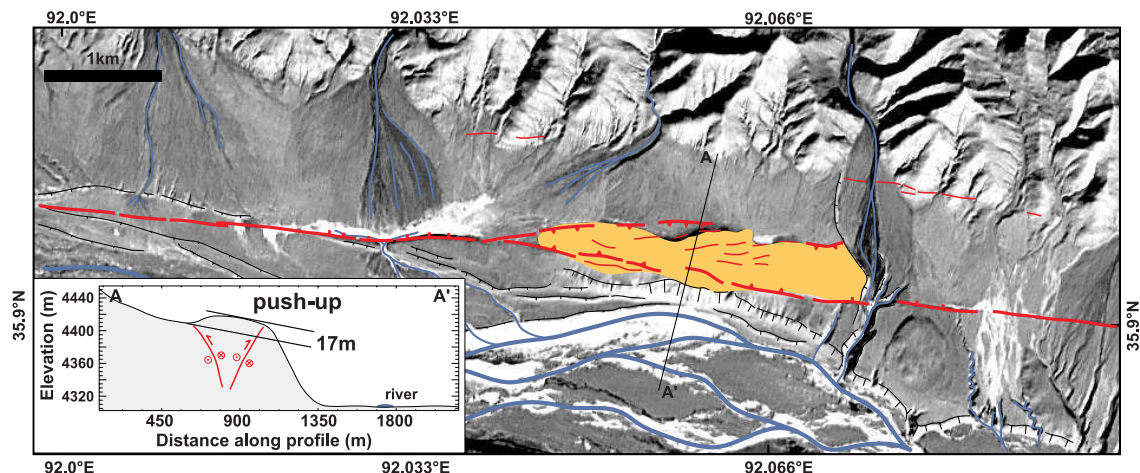 92.0°E 92.033°E 92.066°E
1km
A
A'
35.9°N
35.9°N
A push-up A'
17m
river
Elevation (m)
4440
4400
4360
4320
450 900 1350 1800
Distance along profile (m)
92.0°E 92.033°E 92.066°E